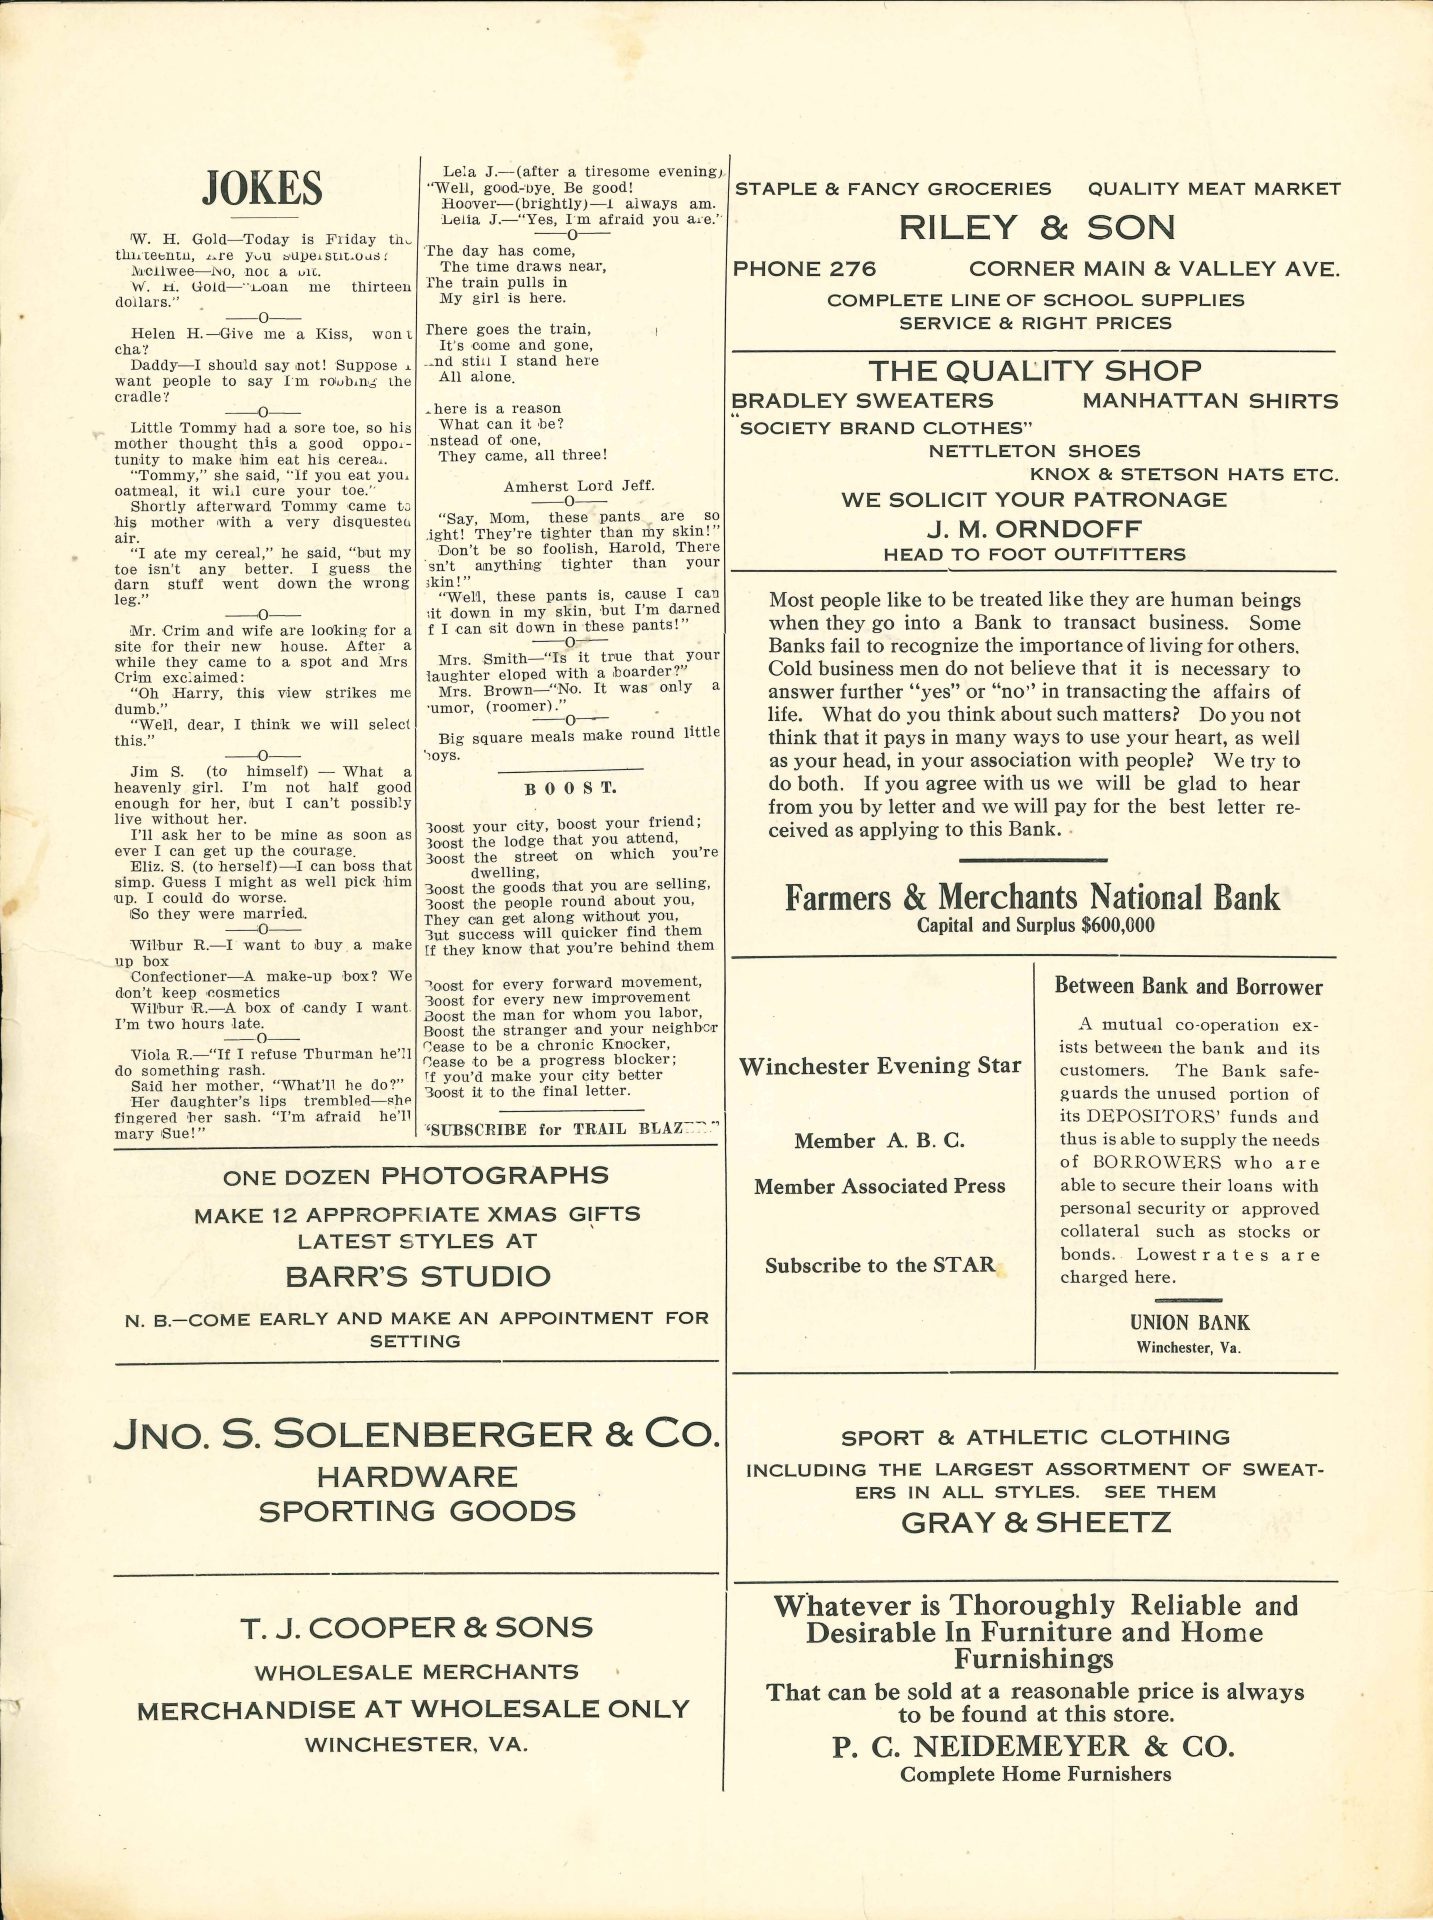 JOKES
W. H. Gold—Today is Friday the
thirteenth, Are you superstitious?
McIlwee—No, not a bit.
W. H. Gold—"Loan me thirteen
dollars."
——O——
Helen H.—Give me a Kiss, wont
cha?
Daddy—I should say not! Suppose I
want people to say I'm robbing the
cradle?
——O——
Little Tommy had a sore toe, so his
mother thought this a good oppor-
tunity to make him eat his cereal.
"Tommy," she said, "If you eat your
oatmeal, it will cure your toe."
Shortly afterward Tommy came to
his mother with a very disquested
air.
"I ate my cereal," he said, "but my
toe isn't any better. I guess the
darn stuff went down the wrong
leg."
——O——
Mr. Crim and wife are looking for a
site for their new house. After a
while they came to a spot and Mrs
Crim exclaimed:
"Oh Harry, this view strikes me
dumb."
"Well, dear, I think we will select
this."
——O——
Jim S. (to himself) — What a
heavenly girl. I'm not half good
enough for her, but I can't possibly
live without her.
I'll ask her to be mine as soon as
ever I can get up the courage.
Eliz. S. (to herself)—I can boss that
simp. Guess I might as well pick him
up. I could do worse.
So they were married.
——O——
Wilbur R.—I want to buy a make
up box
Confectioner—A make-up box? We
don't keep cosmetics
Wilbur R.—A box of candy I want.
I'm two hours late.
——O——
Viola R.—"If I refuse Thurman he'll
do something rash.
Said her mother, "What'll he do?"
Her daughter's lips trembled—she
fingered her sash. "I'm afraid he'll
mary Sue!"
Lela J.—(after a tiresome evening)
"Well, good-bye. Be good!
Hoover—(brightly)—I always am.
Lelia J.—"Yes, I'm afraid you are."
——O——
The day has come,
The time draws near,
The train pulls in
My girl is here.
There goes the train,
It's come and gone,
And still I stand here
All alone.
There is a reason
What can it be?
nstead of one,
They came, all three!
Amherst Lord Jeff.
——O——
"Say, Mom, these pants are so
ight! They're tighter than my skin!"
Don't be so foolish, Harold, There
sn't anything tighter than your
skin!"
"Well, these pants is, cause I can
sit down in my skin, but I'm darned
f I can sit down in these pants!"
——O——
Mrs. Smith—"Is it true that your
daughter eloped with a boarder?"
Mrs. Brown—"No. It was only a
rumor, (roomer)."
——O——
Big square meals make round little
boys.
BOOST.
Boost your city, boost your friend;
Boost the lodge that you attend,
Boost the street on which you're
dwelling,
Boost the goods that you are selling,
Boost the people round about you,
They can get along without you,
But success will quicker find them
If they know that you're behind them
Boost for every forward movement,
Boost for every new improvement
Boost the man for whom you labor,
Boost the stranger and your neighbor
Cease to be a chronic Knocker,
Cease to be a progress blocker;
If you'd make your city better
Boost it to the final letter.
"SUBSCRIBE for TRAIL BLAZER"
ONE DOZEN PHOTOGRAPHS
MAKE 12 APPROPRIATE XMAS GIFTS
LATEST STYLES AT
BARR'S STUDIO
N. B.—COME EARLY AND MAKE AN APPOINTMENT FOR
SETTING
JNO. S. SOLENBERGER & CO.
HARDWARE
SPORTING GOODS
T. J. COOPER & SONS
WHOLESALE MERCHANTS
MERCHANDISE AT WHOLESALE ONLY
WINCHESTER, VA.
STAPLE & FANCY GROCERIES QUALITY MEAT MARKET
RILEY & SON
PHONE 276 CORNER MAIN & VALLEY AVE.
COMPLETE LINE OF SCHOOL SUPPLIES
SERVICE & RIGHT PRICES
THE QUALITY SHOP
BRADLEY SWEATERS MANHATTAN SHIRTS
"SOCIETY BRAND CLOTHES"
NETTLETON SHOES
KNOX & STETSON HATS ETC.
WE SOLICIT YOUR PATRONAGE
J. M. ORNDOFF
HEAD TO FOOT OUTFITTERS
Most people like to be treated like they are human beings
when they go into a Bank to transact business. Some
Banks fail to recognize the importance of living for others.
Cold business men do not believe that it is necessary to
answer further "yes" or "no" in transacting the affairs of
life. What do you think about such matters? Do you not
think that it pays in many ways to use your heart, as well
as your head, in your association with people? We try to
do both. If you agree with us we will be glad to hear
from you by letter and we will pay for the best letter re-
ceived as applying to this Bank.
Farmers & Merchants National Bank
Capital and Surplus $600,000
Winchester Evening Star
Member A. B. C.
Member Associated Press
Subscribe to the STAR
Between Bank and Borrower
A mutual co-operation ex-
ists between the bank and its
customers. The Bank safe-
guards the unused portion of
its DEPOSITORS' funds and
thus is able to supply the needs
of BORROWERS who are
able to secure their loans with
personal security or approved
collateral such as stocks or
bonds. Lowest rates are
charged here.
UNION BANK
Winchester, Va.
SPORT & ATHLETIC CLOTHING
INCLUDING THE LARGEST ASSORTMENT OF SWEAT-
ERS IN ALL STYLES. SEE THEM
GRAY & SHEETZ
Whatever is Thoroughly Reliable and
Desirable In Furniture and Home
Furnishings
That can be sold at a reasonable price is always
to be found at this store.
P. C. NEIDEMEYER & CO.
Complete Home Furnishers